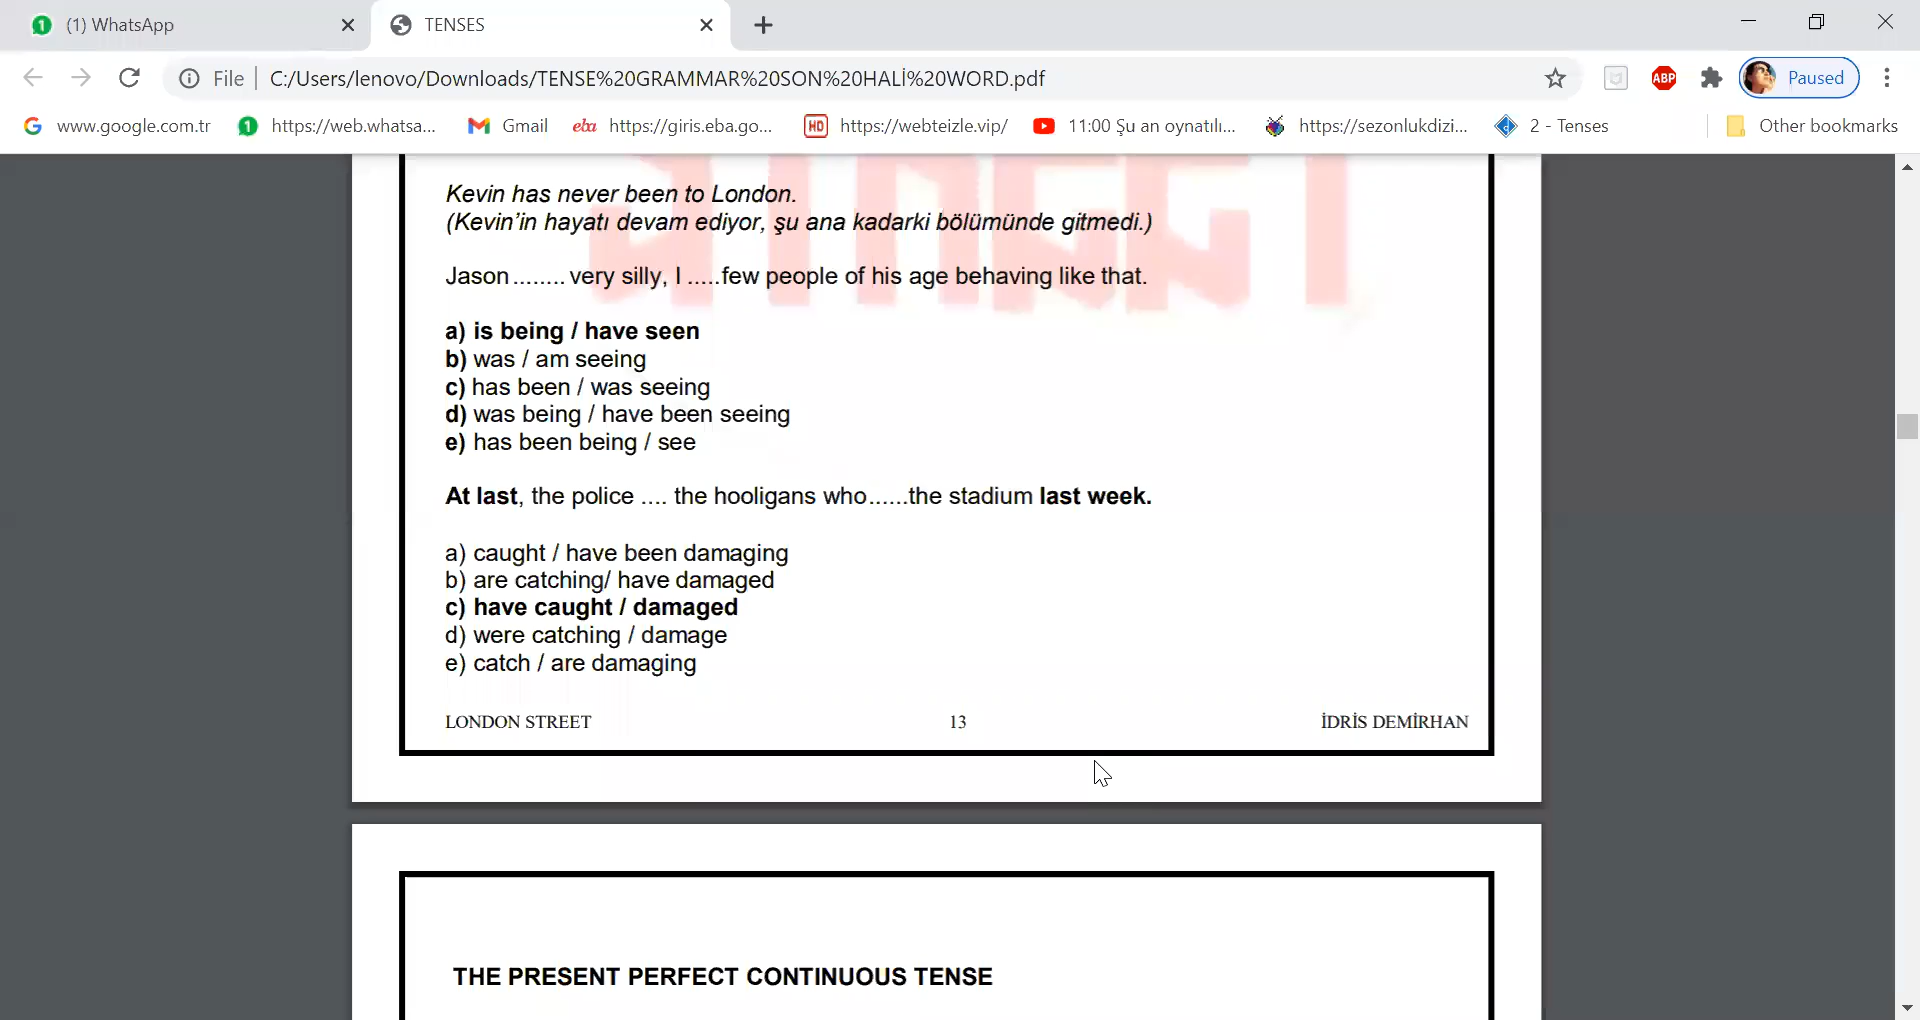 (1) WhatsApp
TENSES
File
C:/Users/lenovo/Downloads/TENSE%20GRAMMAR%20SON%20HALİ%20WORD.pdf
ABP
Paused
www.google.com.tr
https://web.whatsa...
Gmail
eba
https://giris.eba.go...
HD
https://webteizle.vip/
11:00 Şu an oynatılı...
https://sezonlukdizi...
2 - Tenses
Other bookmarks
STREET
Kevin has never been to London.
(Kevin'in hayatı devam ediyor, şu ana kadarki bölümünde gitmedi.)
Jason ........ very silly, I .....few people of his age behaving like that.
a) is being / have seen
b) was / am seeing
c) has been / was seeing
d) was being / have been seeing
e) has been being / see
At last, the police .... the hooligans who......the stadium last week.
a) caught / have been damaging
b) are catching/ have damaged
c) have caught / damaged
d) were catching / damage
e) catch / are damaging
LONDON STREET
13
İDRİS DEMİRHAN
THE PRESENT PERFECT CONTINUOUS TENSE